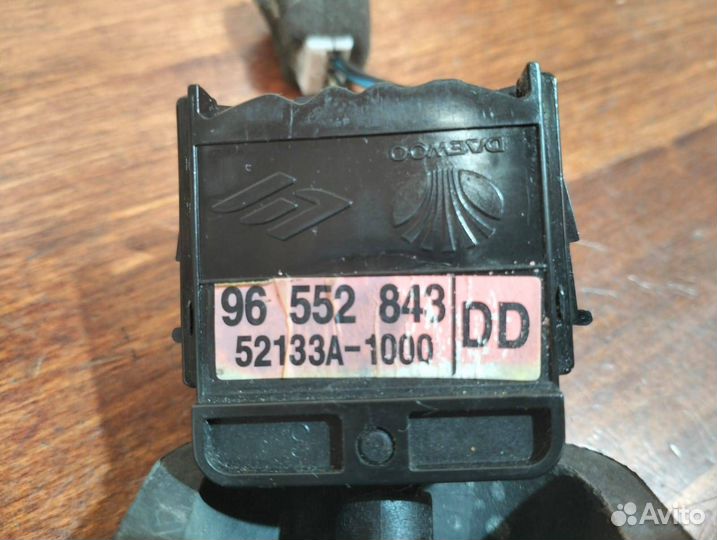 DAEWOO
96 552 843
DD
52133A-1000
Avito